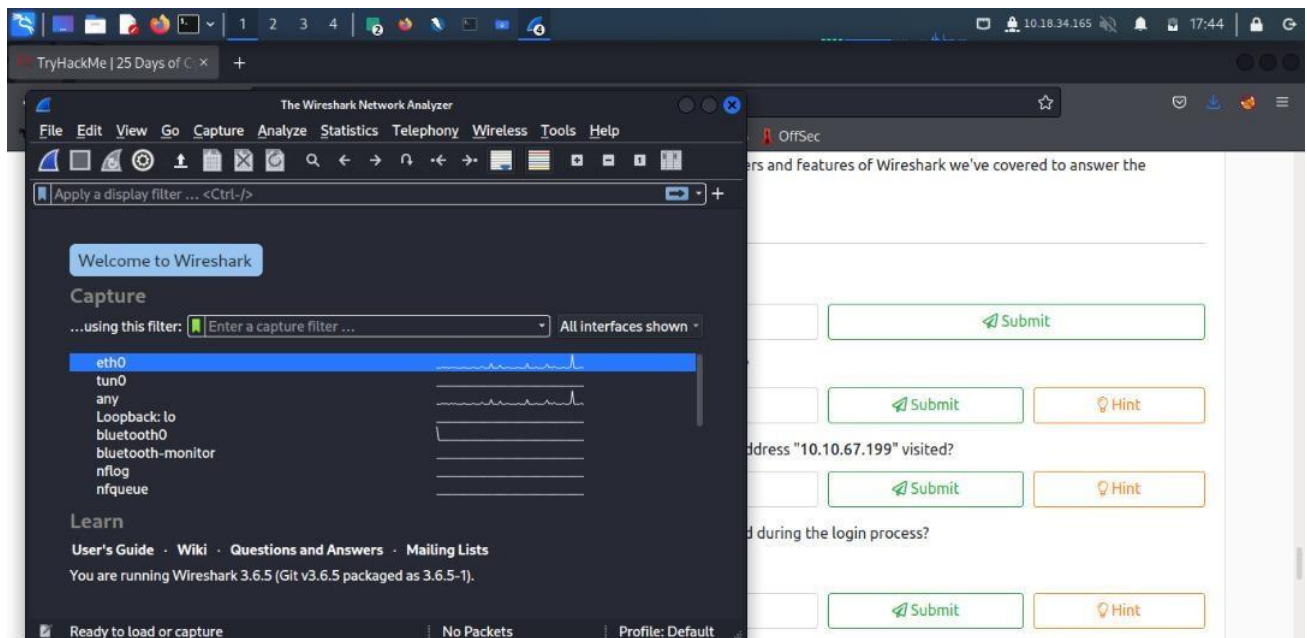 1 2 3 4 2 4 10.18.34.165 17:44
TryHackMe | 25 Days of C
The Wireshark Network Analyzer
File Edit View Go Capture Analyze Statistics Telephony Wireless Tools Help
OffSec
Apply a display filter ... <Ctrl-/>
ers and features of Wireshark we've covered to answer the
Welcome to Wireshark
Capture
...using this filter: Enter a capture filter ... All interfaces shown
Submit
eth0
tun0
any
Loopback: lo
bluetooth0
bluetooth-monitor
nflog
nfqueue
Submit Hint
ddress "10.10.67.199" visited?
Submit Hint
Learn
User's Guide · Wiki · Questions and Answers · Mailing Lists
You are running Wireshark 3.6.5 (Git v3.6.5 packaged as 3.6.5-1).
d during the login process?
Submit Hint
Ready to load or capture No Packets Profile: Default